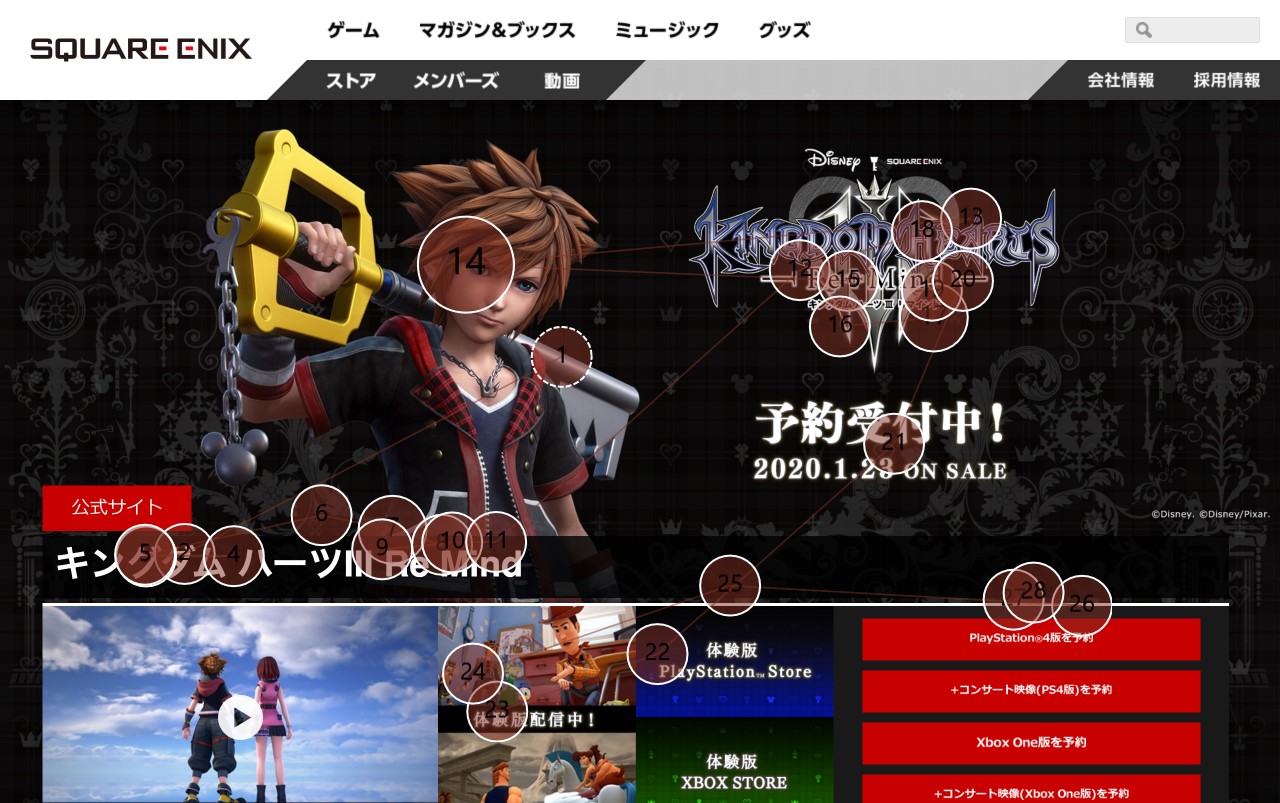 SQUARE ENIX
ゲーム マガジン&ブックス ミュージック グッズ
ストア メンバーズ 動画 会社情報 採用情報
Disney SQUARE ENIX
KINGDOM HEARTS
Re Mind
予約受付中!
2020.1.23 ON SALE
©Disney. ©Disney/Pixar.
公式サイト
キングダム ハーツIII Re Mind
体験版
PlayStation™ Store
体験版配信中!
体験版
XBOX STORE
PlayStation®4版を予約
+コンサート映像(PS4版)を予約
Xbox One版を予約
+コンサート映像(Xbox One版)を予約
1
2
4
5
6
9
10
11
12
13
14
15
16
18
20
21
22
23
24
25
26
28